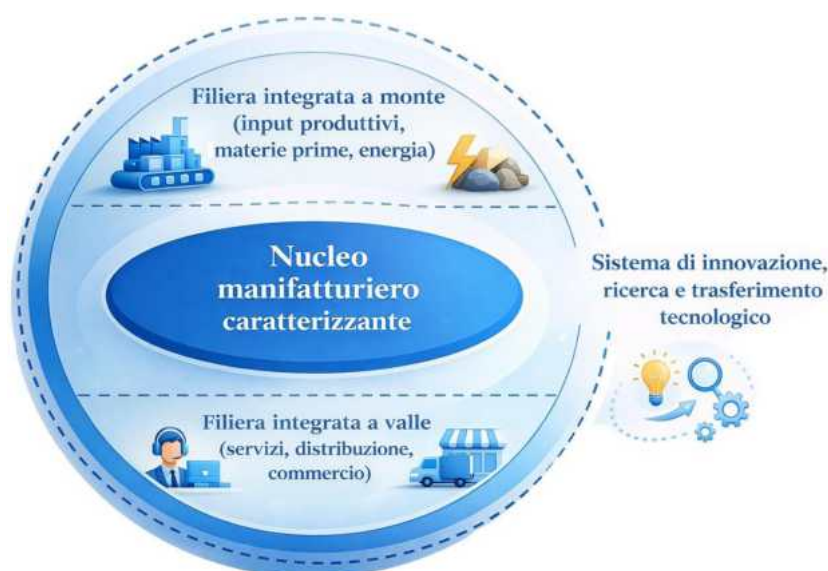 Filiera integrata a monte
(input produttivi,
materie prime, energia)
Nucleo
manifatturiero
caratterizzante
Sistema di innovazione,
ricerca e trasferimento
tecnologico
Filiera integrata a valle
(servizi, distribuzione,
commercio)